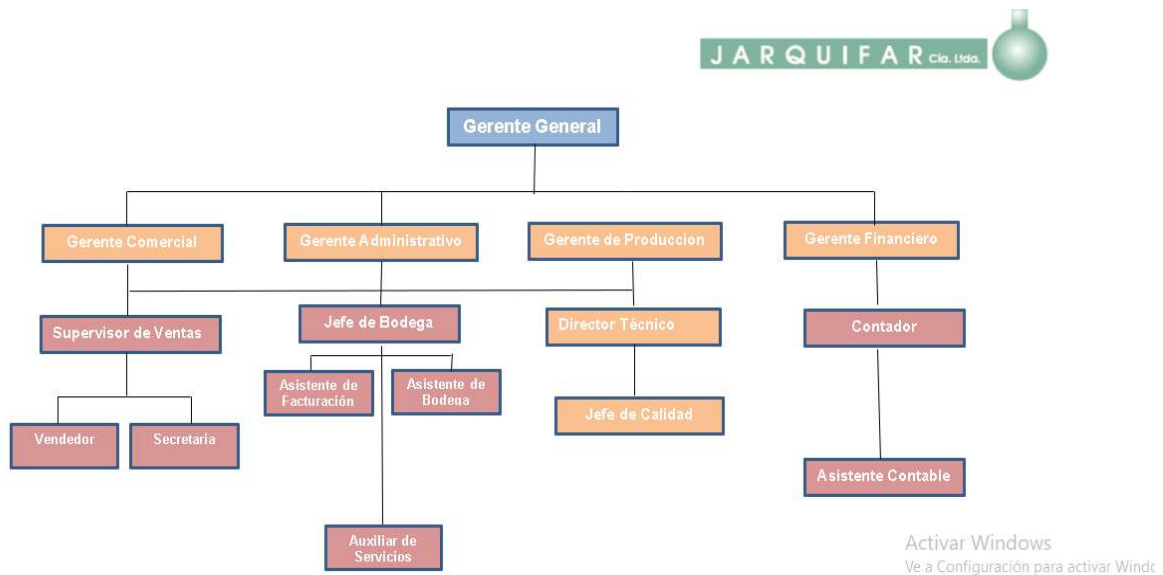 JARQUIFAR Cia. Ltda.
Gerente General
Gerente Comercial
Gerente Administrativo
Gerente de Produccion
Gerente Financiero
Supervisor de Ventas
Jefe de Bodega
Director Técnico
Contador
Asistente de
Facturación
Asistente de
Bodega
Jefe de Calidad
Vendedor
Secretaria
Asistente Contable
Auxiliar de
Servicios
Activar Windows
Ve a Configuración para activar Windo